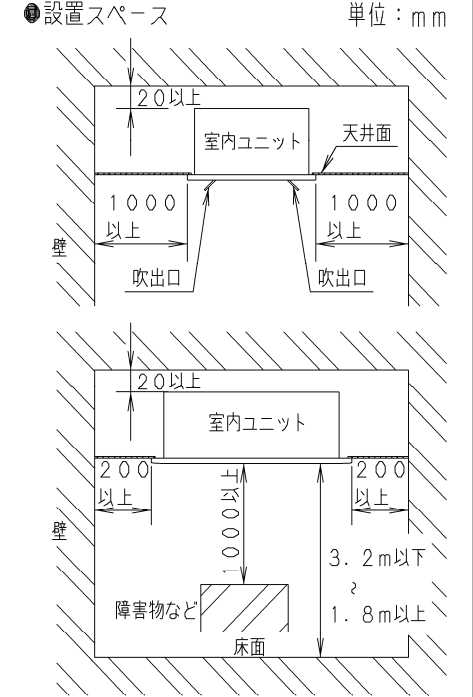 ●設置スペース 単位：mm
20以上
室内ユニット
天井面
1000 1000
以上 以上
壁
吹出口 吹出口
20以上
室内ユニット
200 200
以上 以上
1000以上
壁
3.2m以下
～
1.8m以上
障害物など
床面